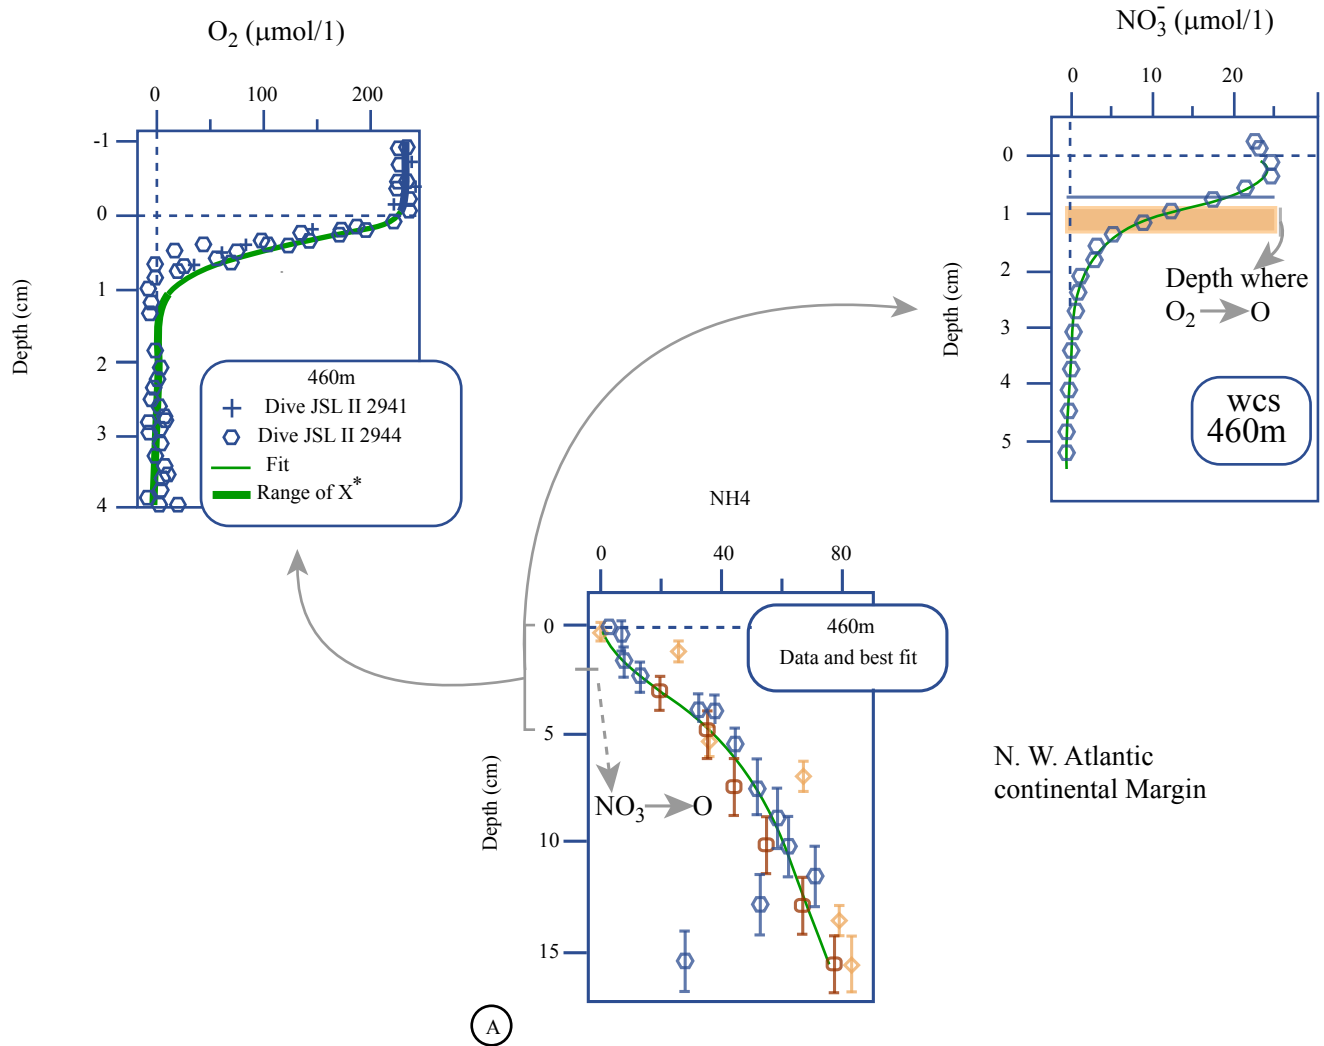 O2 (μmol/1)
0 100 200
-1
0
1
2
3
4
Depth (cm)
460m
Dive JSL II 2941
Dive JSL II 2944
Fit
Range of X*
NO3- (μmol/1)
0 10 20
0
1
2
3
4
5
Depth (cm)
Depth where
O2 O
wcs
460m
NH4
0 40 80
0
5
10
15
Depth (cm)
460m
Data and best fit
NO3 O
N. W. Atlantic
continental Margin
A